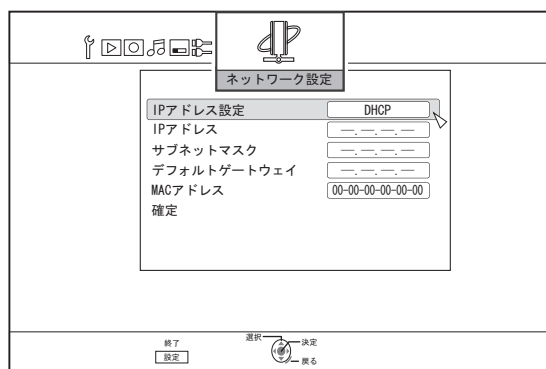 ネットワーク設定
IPアドレス設定 DHCP
IPアドレス —.—.—.—
サブネットマスク —.—.—.—
デフォルトゲートウェイ —.—.—.—
MACアドレス 00-00-00-00-00-00
確定
終了
設定
選択
決定
戻る